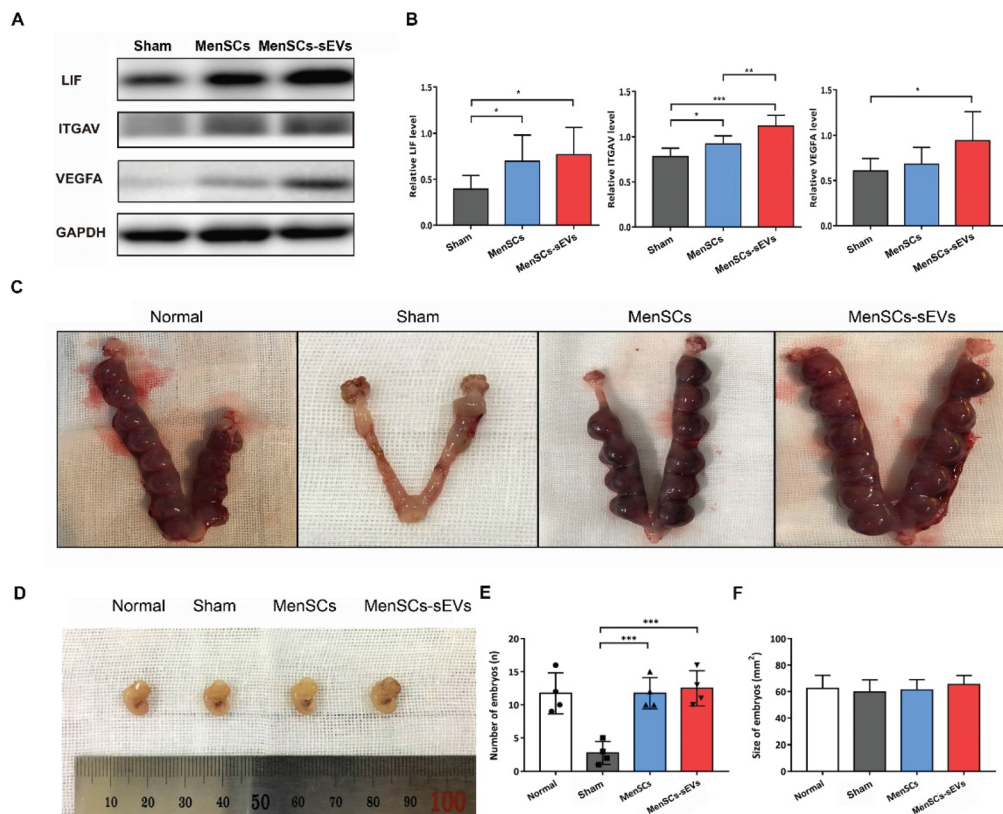 A
Sham MenSCs MenSCs-sEVs
LIF
ITGAV
VEGFA
GAPDH
B
Relative LIF level
1.5
1.0
0.5
0.0
*
*
Sham
MenSCs
MenSCs-sEVs
Relative ITGAV level
1.5
1.0
0.5
0.0
**
***
*
Sham
MenSCs
MenSCs-sEVs
Relative VEGFA level
1.5
1.0
0.5
0.0
*
Sham
MenSCs
MenSCs-sEVs
C
Normal Sham MenSCs MenSCs-sEVs
D
Normal Sham MenSCs MenSCs-sEVs
10 20 30 40 50 60 70 80 90 100
E
Number of embryos (n)
20
15
10
5
0
***
***
Normal
Sham
MenSCs
MenSCs-sEVs
F
Size of embryos (mm²)
100
80
60
40
20
0
Normal
Sham
MenSCs
MenSCs-sEVs